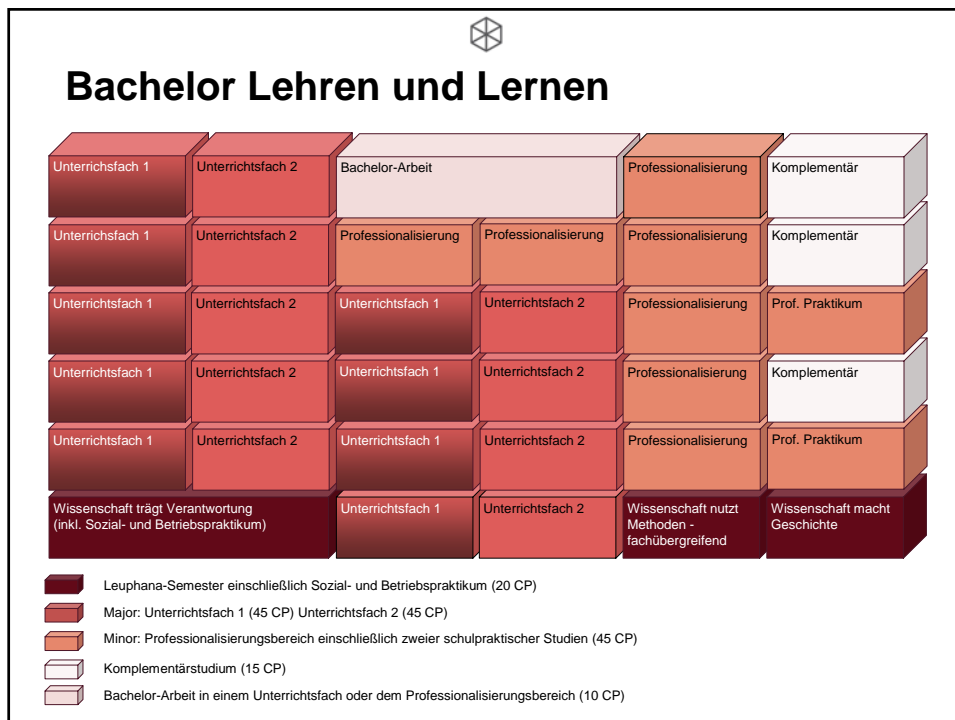 Bachelor Lehren und Lernen
Unterrichsfach 1
Unterrichtsfach 2
Bachelor-Arbeit
Professionalisierung
Komplementär
Unterrichsfach 1
Unterrichtsfach 2
Professionalisierung
Professionalisierung
Professionalisierung
Komplementär
Unterrichtsfach 1
Unterrichtsfach 2
Unterrichtsfach 1
Unterrichtsfach 2
Professionalisierung
Prof. Praktikum
Unterrichtsfach 1
Unterrichtsfach 2
Unterrichtsfach 1
Unterrichtsfach 2
Professionalisierung
Komplementär
Unterrichtsfach 1
Unterrichtsfach 2
Unterrichtsfach 1
Unterrichtsfach 2
Professionalisierung
Prof. Praktikum
Wissenschaft trägt Verantwortung
(inkl. Sozial- und Betriebspraktikum)
Unterrichtsfach 1
Unterrichtsfach 2
Wissenschaft nutzt
Methoden -
fachübergreifend
Wissenschaft macht
Geschichte
Leuphana-Semester einschließlich Sozial- und Betriebspraktikum (20 CP)
Major: Unterrichtsfach 1 (45 CP) Unterrichtsfach 2 (45 CP)
Minor: Professionalisierungsbereich einschließlich zweier schulpraktischer Studien (45 CP)
Komplementärstudium (15 CP)
Bachelor-Arbeit in einem Unterrichtsfach oder dem Professionalisierungsbereich (10 CP)